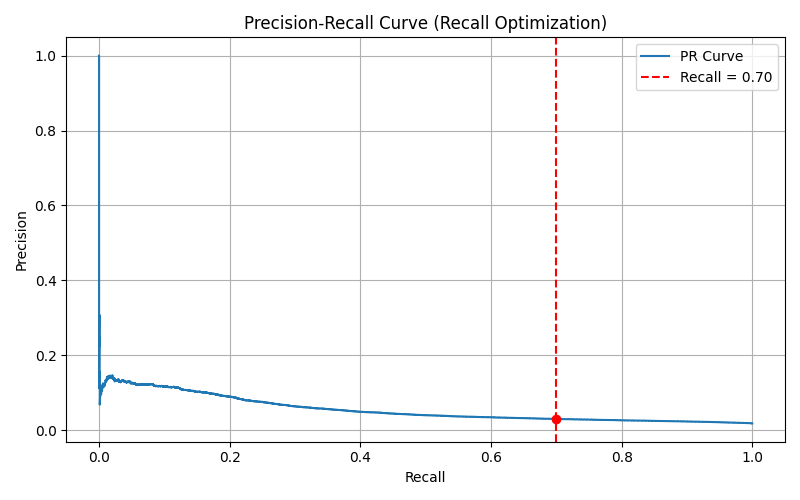 Precision-Recall Curve (Recall Optimization)
PR Curve
Recall = 0.70
1.0
0.8
0.6
0.4
0.2
0.0
Precision
0.0 0.2 0.4 0.6 0.8 1.0
Recall